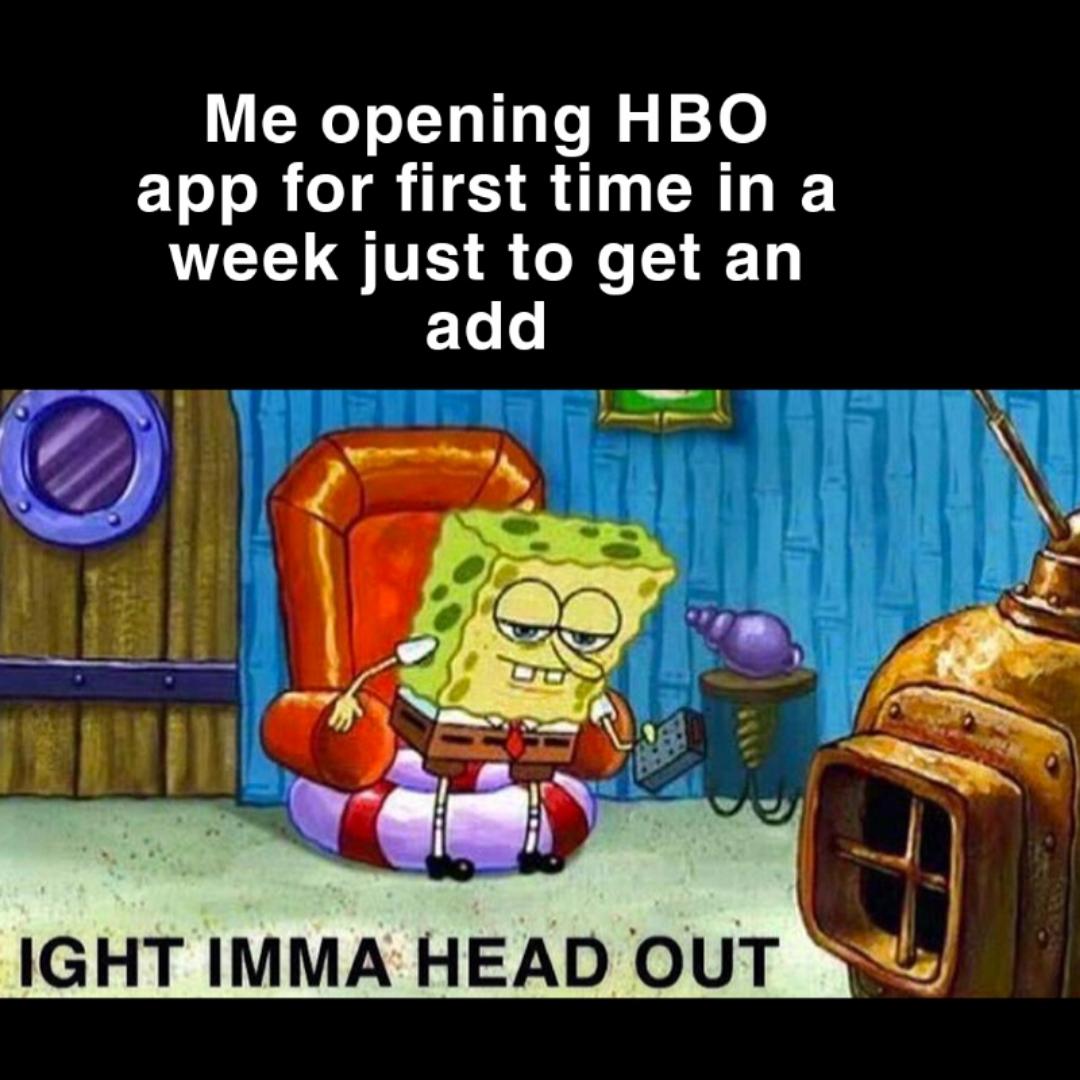 Me opening HBO
app for first time in a
week just to get an
add
IGHT IMMA HEAD OUT